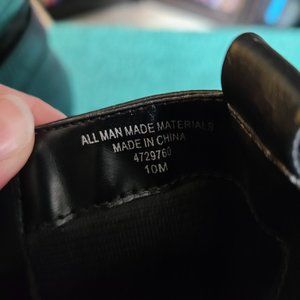 ALL MAN MADE MATERIALS
MADE IN CHINA
4729760
10M